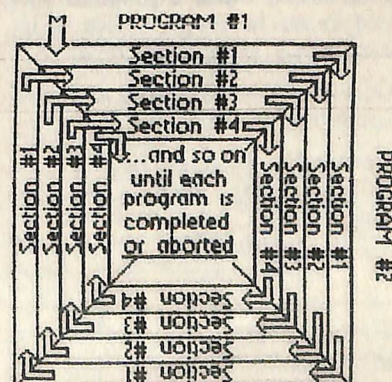 PROGRAM #1
Section #1
Section #2
Section #3
Section #4
...and so on
until each
program is
completed
or aborted
PROGRAM #2
Section #1
Section #2
Section #3
Section #4
Section #4
Section #3
Section #2
Section #1
Section #1
Section #2
Section #3
Section #4